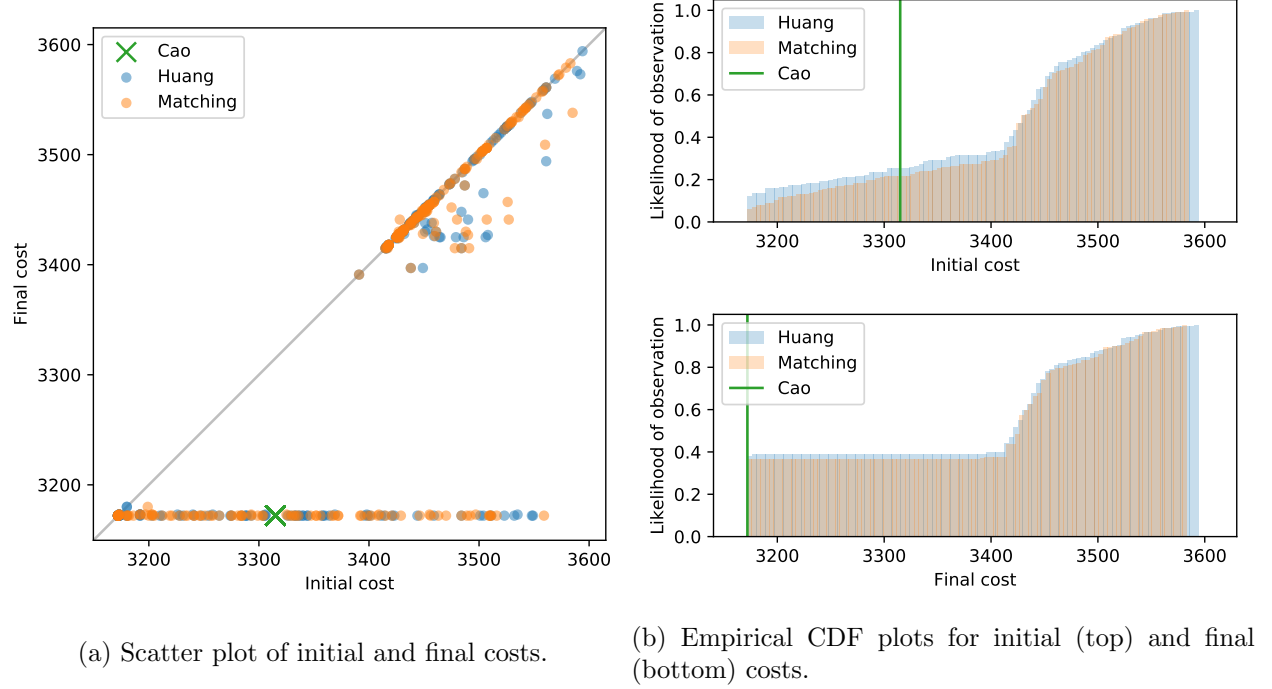 3600
3500
3400
3300
3200
Final cost
Cao
Huang
Matching
3200 3300 3400 3500 3600
Initial cost
(a) Scatter plot of initial and final costs.
1.0
0.8
0.6
0.4
0.2
0.0
Likelihood of observation
Huang
Matching
Cao
3200 3300 3400 3500 3600
Initial cost
1.0
0.8
0.6
0.4
0.2
0.0
Likelihood of observation
Huang
Matching
Cao
3200 3300 3400 3500 3600
Final cost
(b) Empirical CDF plots for initial (top) and final
(bottom) costs.